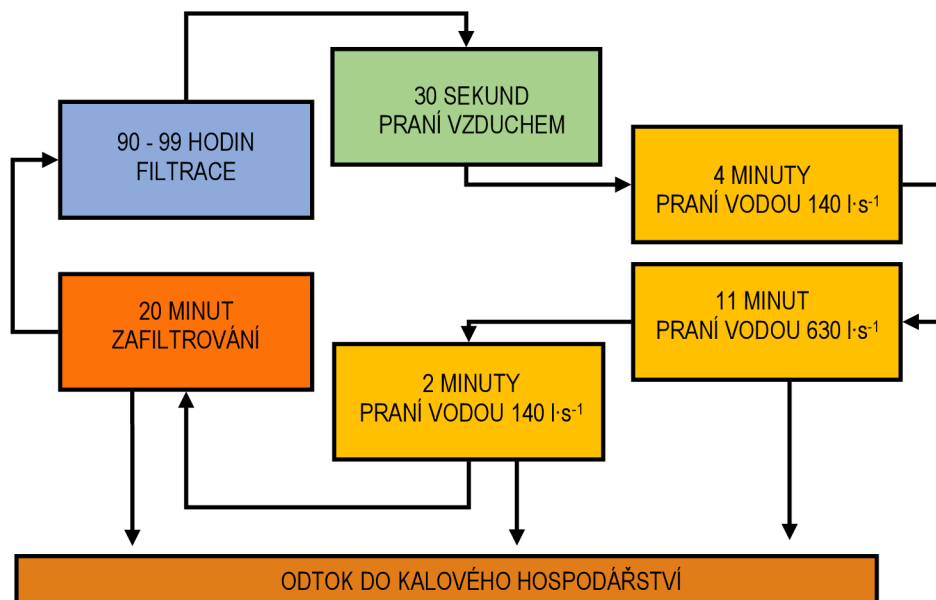 90 - 99 HODIN
FILTRACE
30 SEKUND
PRANÍ VZDUCHEM
4 MINUTY
PRANÍ VODOU 140 l·s⁻¹
11 MINUT
PRANÍ VODOU 630 l·s⁻¹
2 MINUTY
PRANÍ VODOU 140 l·s⁻¹
20 MINUT
ZAFILTROVÁNÍ
ODTOK DO KALOVÉHO HOSPODÁŘSTVÍ